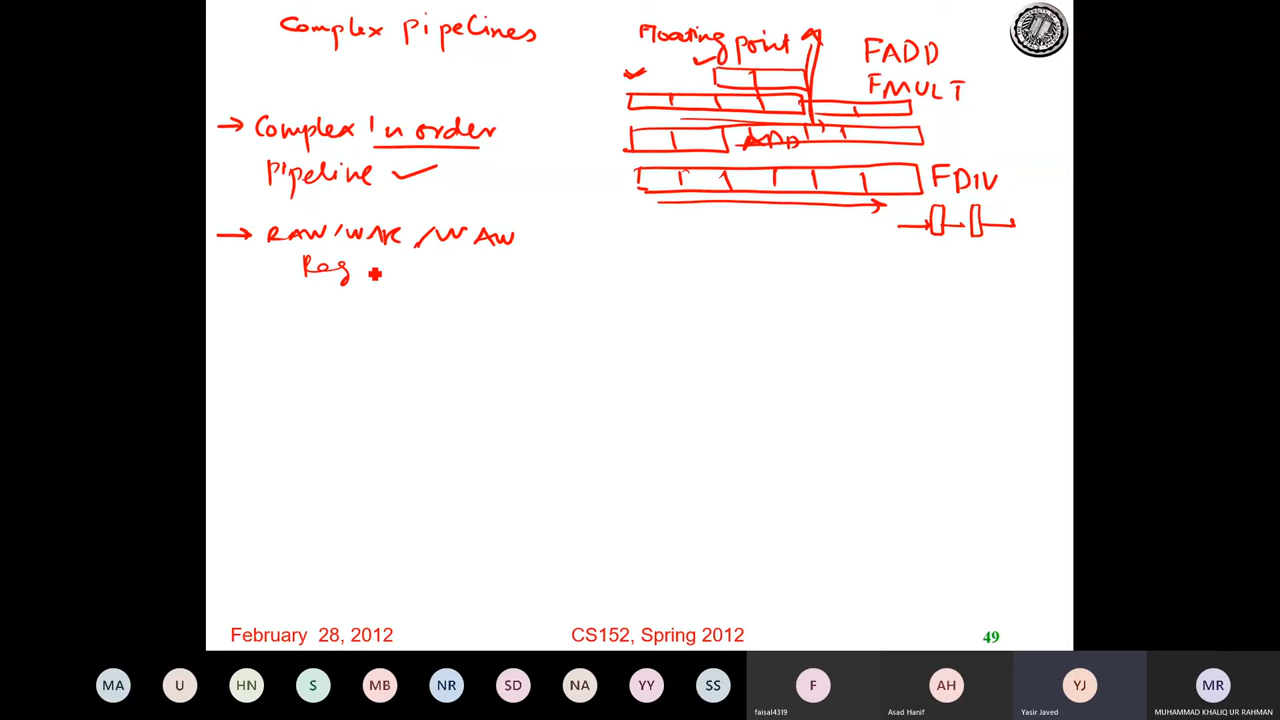 Complex pipelines
Floating point
FADD
FMULT
→ Complex In order
pipeline ✓
ADD
FDIV
→ RAW/WAR/WAW
Reg
February 28, 2012
CS152, Spring 2012
49
MA
U
HN
S
MB
NR
SD
NA
YY
SS
F
AH
YJ
MR
faisal4319
Asad Hanif
Yasir Javed
MUHAMMAD KHALIQ UR RAHMAN